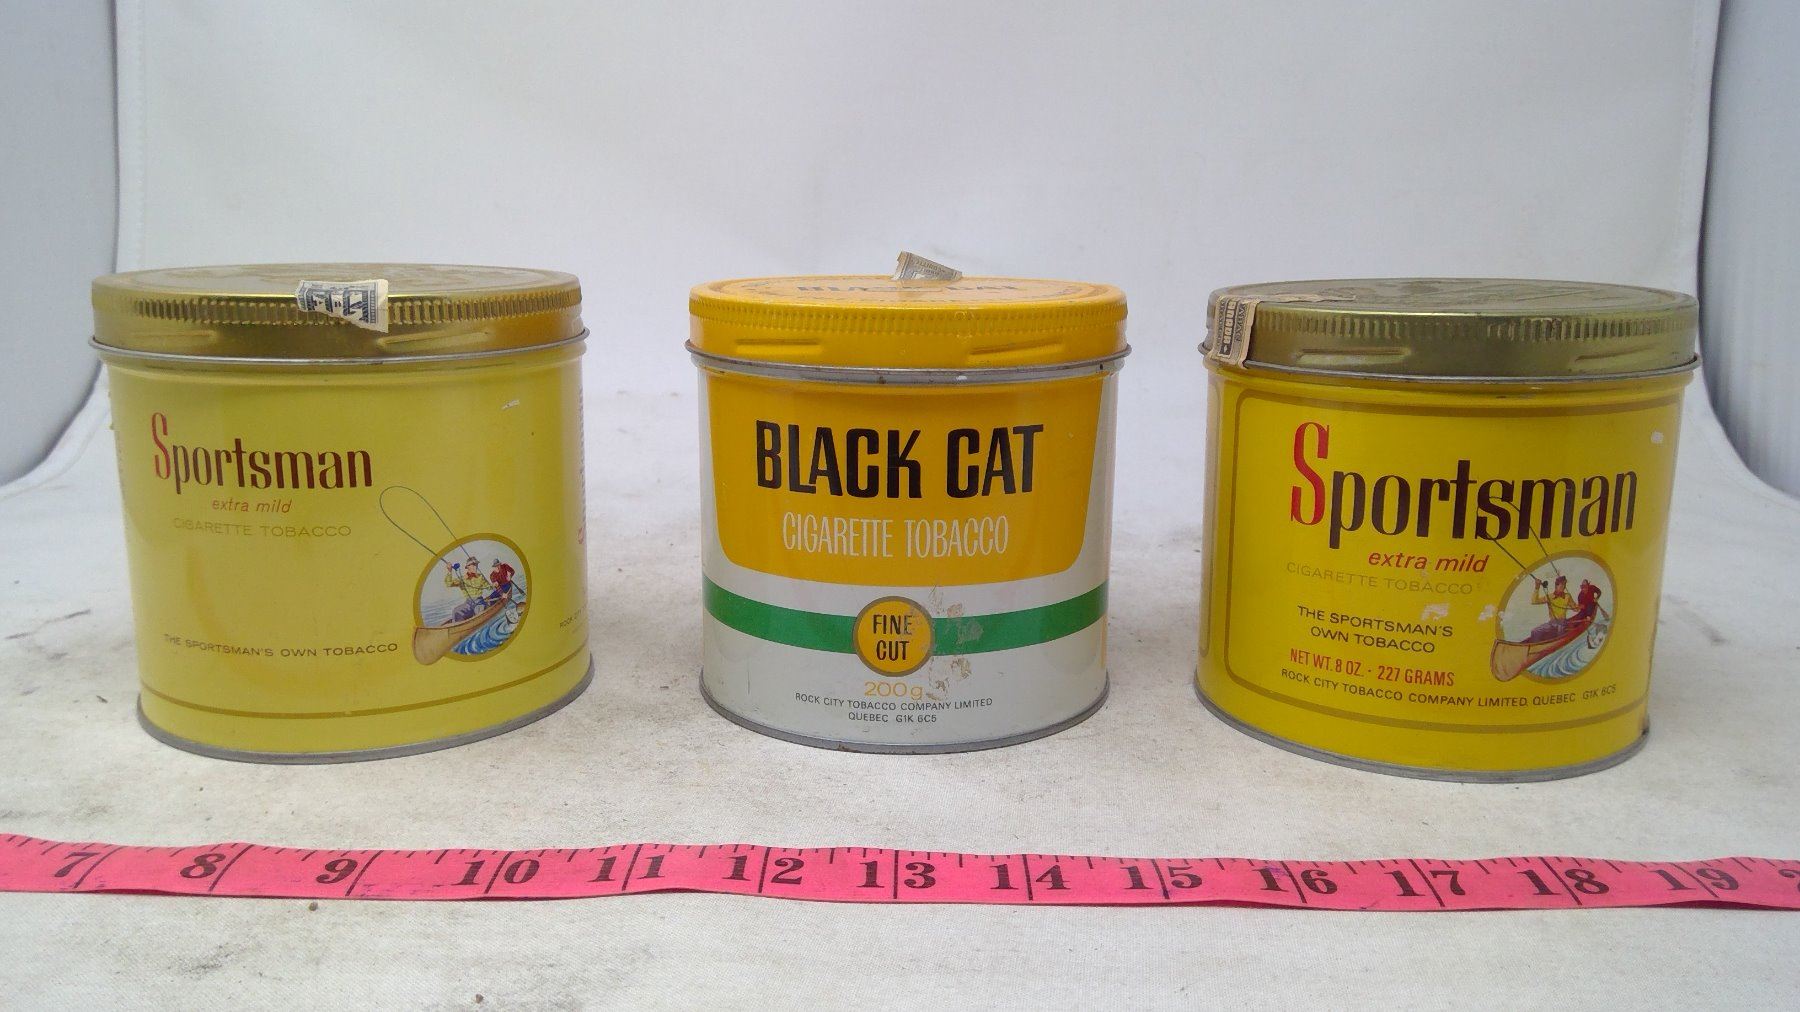 Sportsman
extra mild
CIGARETTE TOBACCO
THE SPORTSMAN'S OWN TOBACCO
BLACK CAT
CIGARETTE TOBACCO
FINE
CUT
200g
ROCK CITY TOBACCO COMPANY LIMITED
QUEBEC G1K 6C5
Sportsman
extra mild
CIGARETTE TOBACCO
THE SPORTSMAN'S
OWN TOBACCO
NET WT. 8 OZ. · 227 GRAMS
ROCK CITY TOBACCO COMPANY LIMITED, QUEBEC G1K 6C5
7 8 9 10 11 12 13 14 15 16 17 18 19